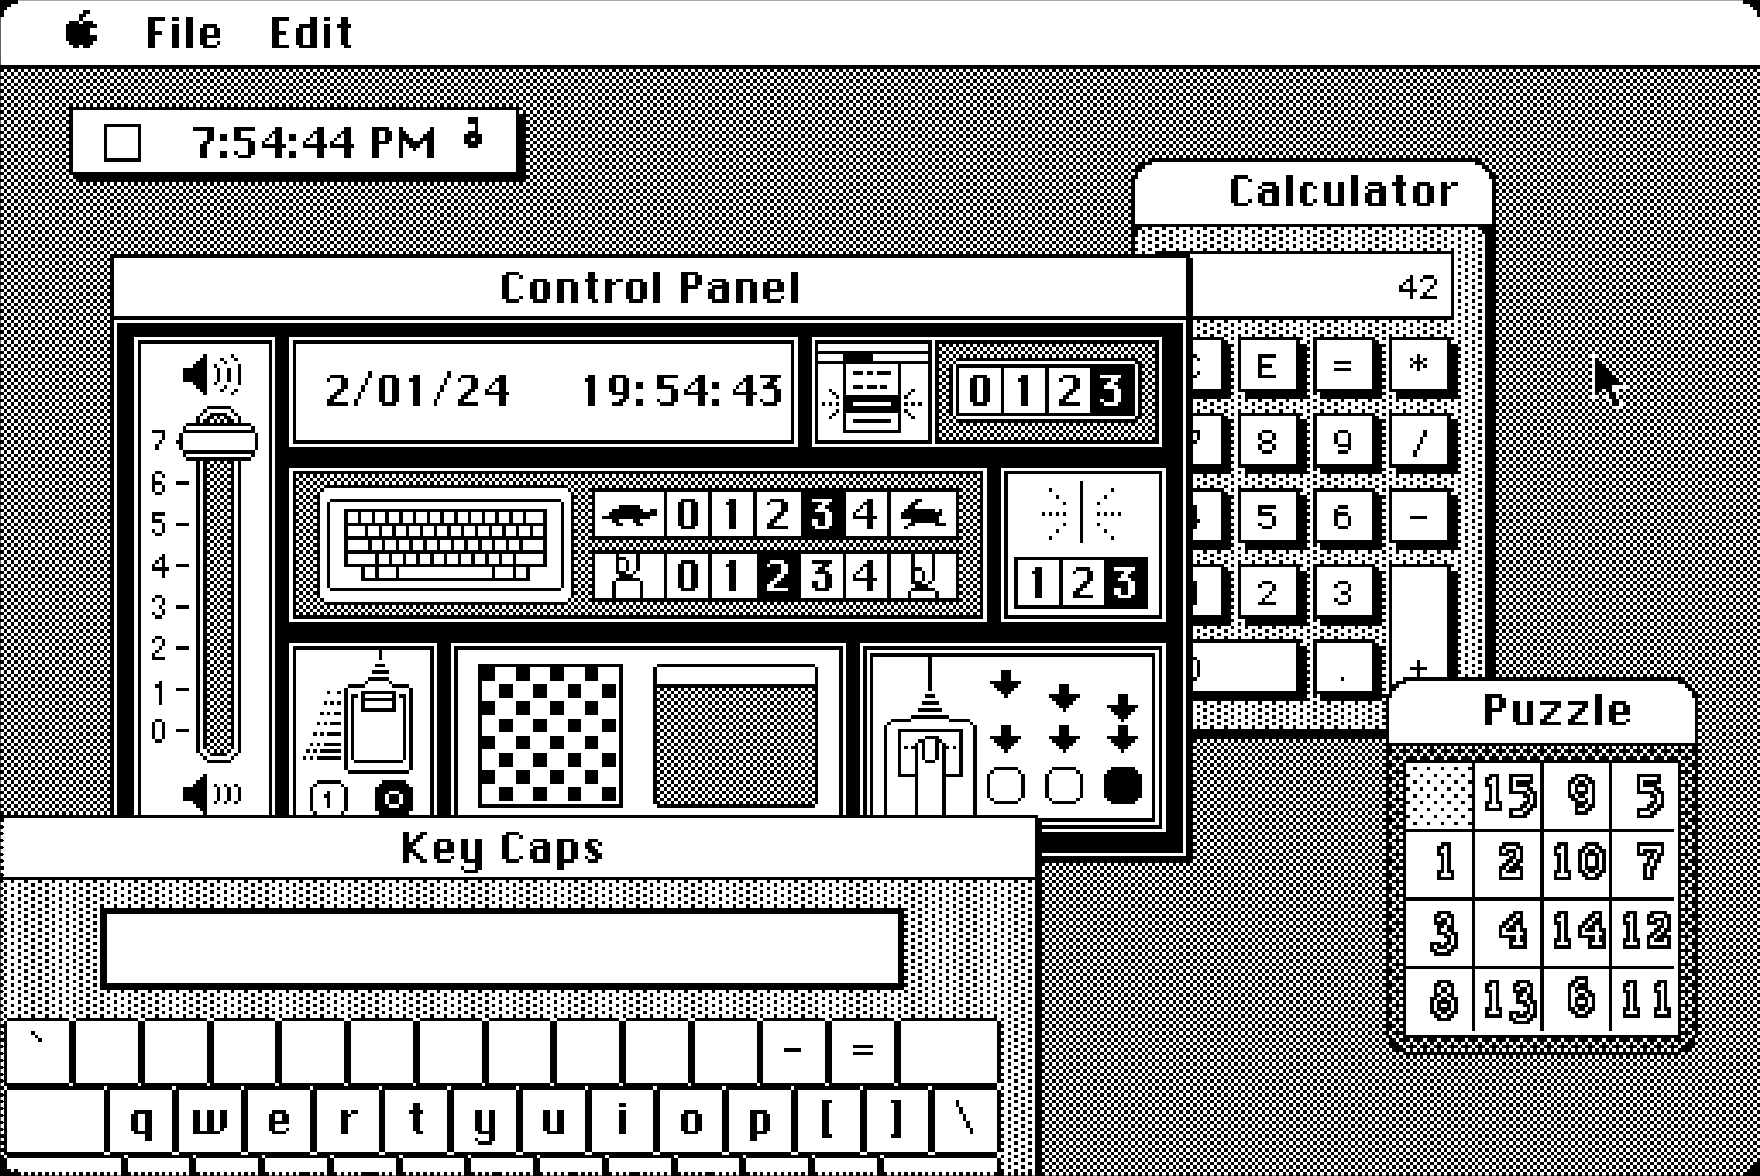 File Edit
7:54:44 PM
Calculator
42
E = *
8 9 /
5 6 -
2 3
. +
Control Panel
2/01/24 19:54:43
0 1 2 3
7
6
5
4
3
2
1
0
0 1 2 3 4
0 1 2 3 4
1 2 3
1
Puzzle
15 9 5
1 2 10 7
3 4 14 12
8 13 6 11
Key Caps
` - =
q w e r t y u i o p [ ] \